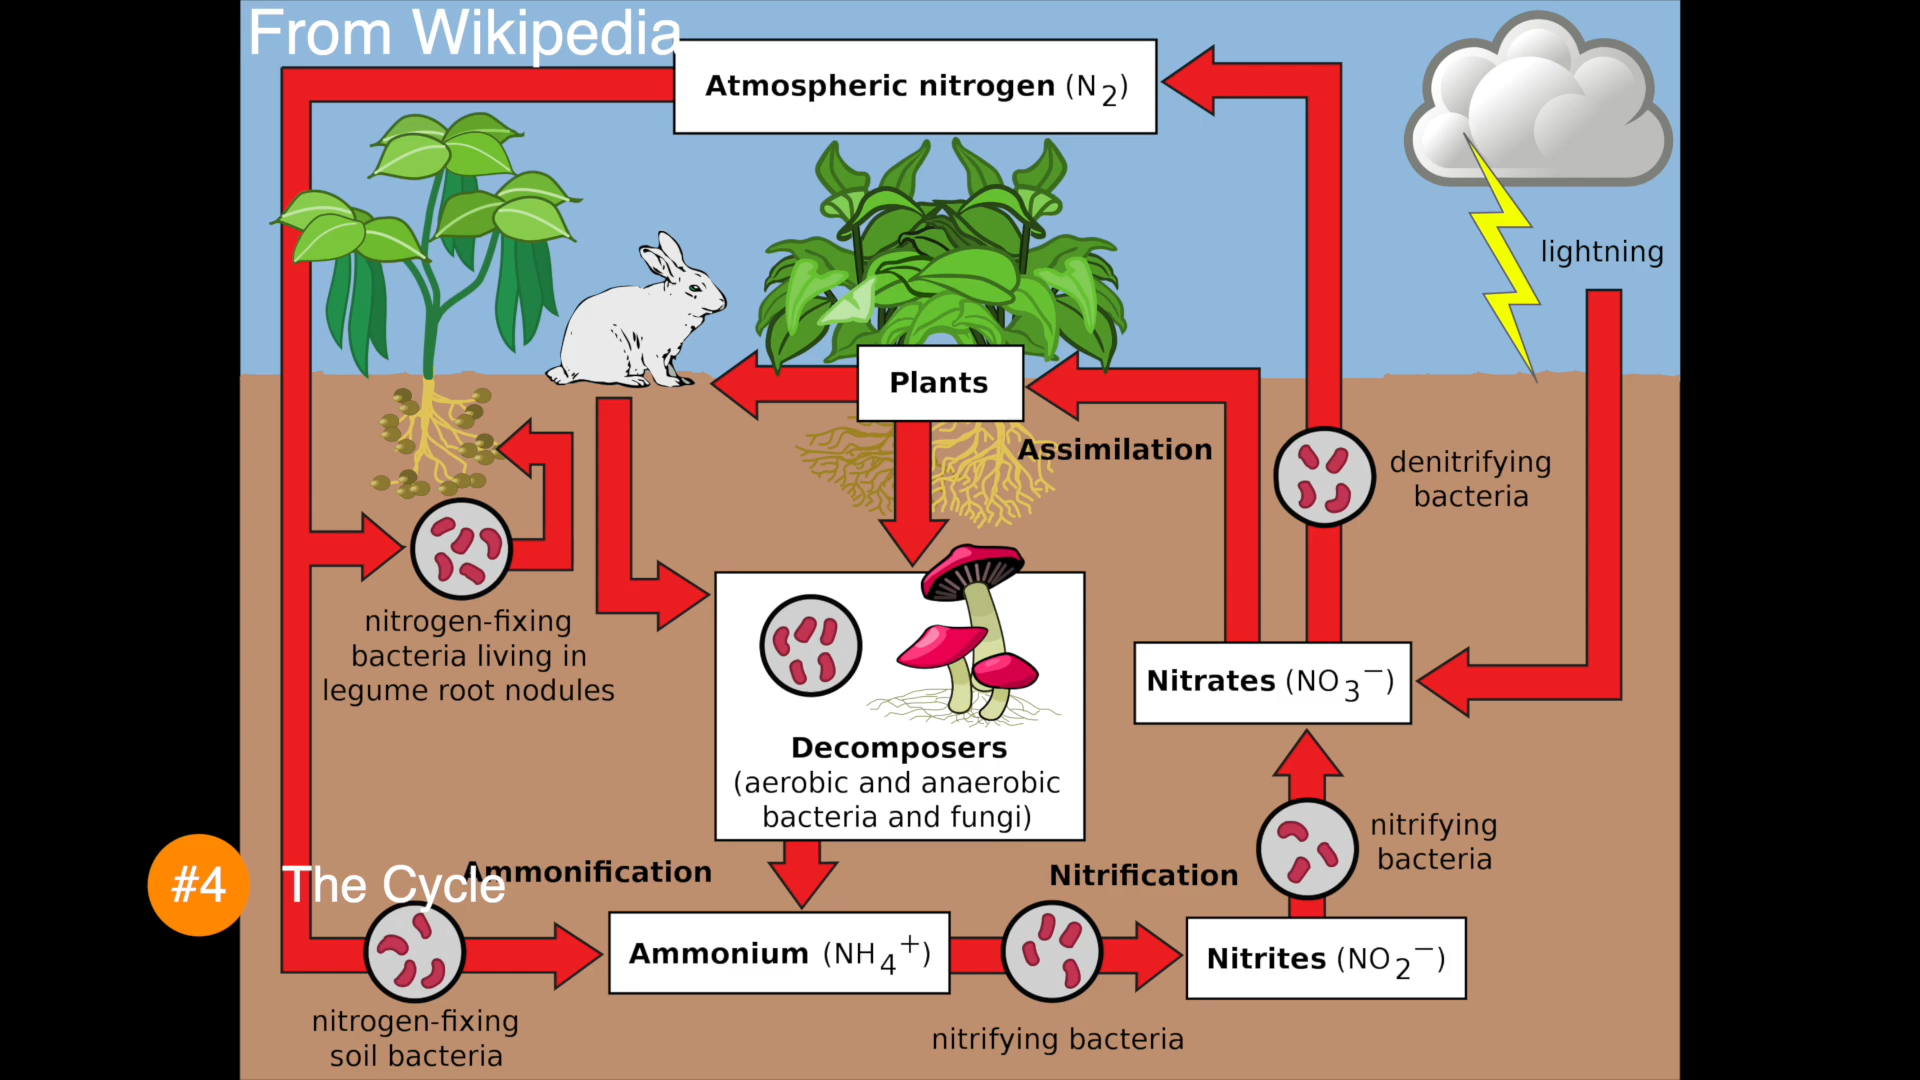 From Wikipedia
Atmospheric nitrogen (N2)
lightning
Plants
Assimilation
denitrifying
bacteria
nitrogen-fixing
bacteria living in
legume root nodules
Nitrates (NO3−)
Decomposers
(aerobic and anaerobic
bacteria and fungi)
nitrifying
bacteria
#4 The Cycle
Ammonification
Nitrification
Ammonium (NH4+)
Nitrites (NO2−)
nitrogen-fixing
soil bacteria
nitrifying bacteria